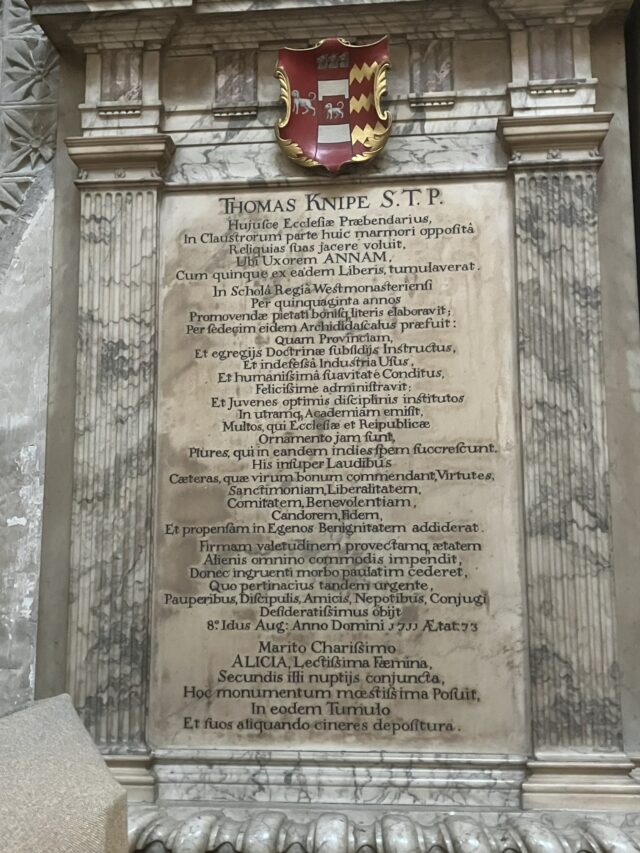 THOMAS KNIPE S.T.P.
Hujusce Ecclesiæ Præbendarius,
In Claustrorum parte huic marmori oppositâ
Reliquias suas jacere voluit,
Ubi Uxorem ANNAM,
Cum quinque ex eadem Liberis, tumulaverat.
In Scholâ Regiâ Westmonasteriensi
Per quinquaginta annos
Promovendæ pietati bonisq; literis elaboravit;
Per sedecim eidem Archididascalus præfuit:
Quam Provinciam,
Et egregijs Doctrinæ subsidijs Instructus,
Et indefessâ Industria Usus,
Et humanissimâ suavitate Conditus,
Felicissime administravit;
Et Juvenes optimis disciplinis institutos
In utramq; Academiam emisit,
Multos, qui Ecclesiæ et Reipublicæ
Ornamento jam sunt,
Plures, qui in eandem indies spem succrescunt.
His insuper Laudibus
Cæteras, quæ virum bonum commendant, Virtutes,
Sanctimoniam, Liberalitatem,
Comitatem, Benevolentiam,
Candorem, Fidem,
Et propensam in Egenos Benignitatem addiderat.
Firmam valetudinem provectamq; ætatem
Alienis omnino commodis impendit,
Donec ingruenti morbo paulatim cederet,
Quo pertinacius tandem urgente,
Pauperibus, Discipulis, Amicis, Nepotibus, Conjugi
Desideratissimus obijt
8º Idus Aug: Anno Domini 1711 Ætat: 73
Marito Charissimo
ALICIA, Lectissima Fæmina,
Secundis illi nuptijs conjuncta,
Hoc monumentum mœstissima Posuit,
In eodem Tumulo
Et suos aliquando cineres depositura.